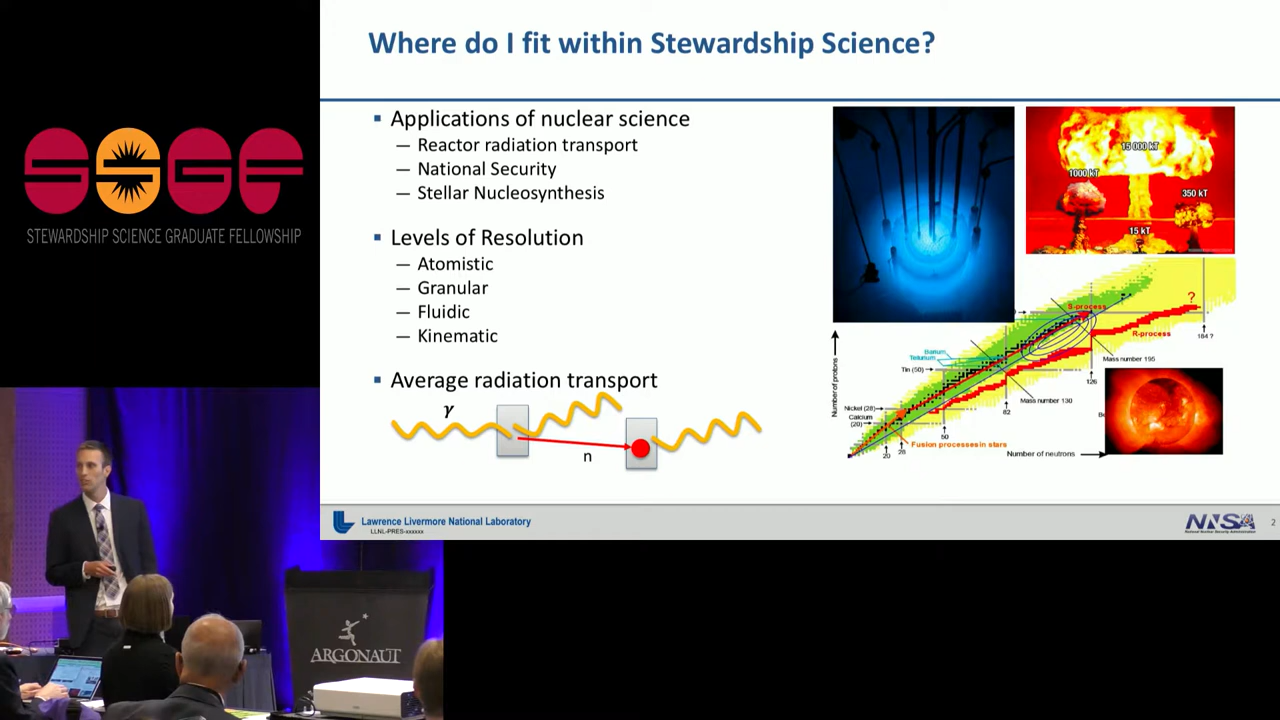 SSGF
STEWARDSHIP SCIENCE GRADUATE FELLOWSHIP
Where do I fit within Stewardship Science?
▪ Applications of nuclear science
— Reactor radiation transport
— National Security
— Stellar Nucleosynthesis
▪ Levels of Resolution
— Atomistic
— Granular
— Fluidic
— Kinematic
▪ Average radiation transport
γ
n
15 000 kT
1000 kT
350 kT
15 kT
S-process
?
R-process
184 ?
Barium
Tellurium
Mass number 195
Tin (50)
126
Number of protons
82
Mass number 130
Nickel (28)
Calcium
(20)
50
Fusion processes in stars
20
28
Number of neutrons
Lawrence Livermore National Laboratory
LLNL-PRES-xxxxxx
NNSA
National Nuclear Security Administration
2
ARGONAUT